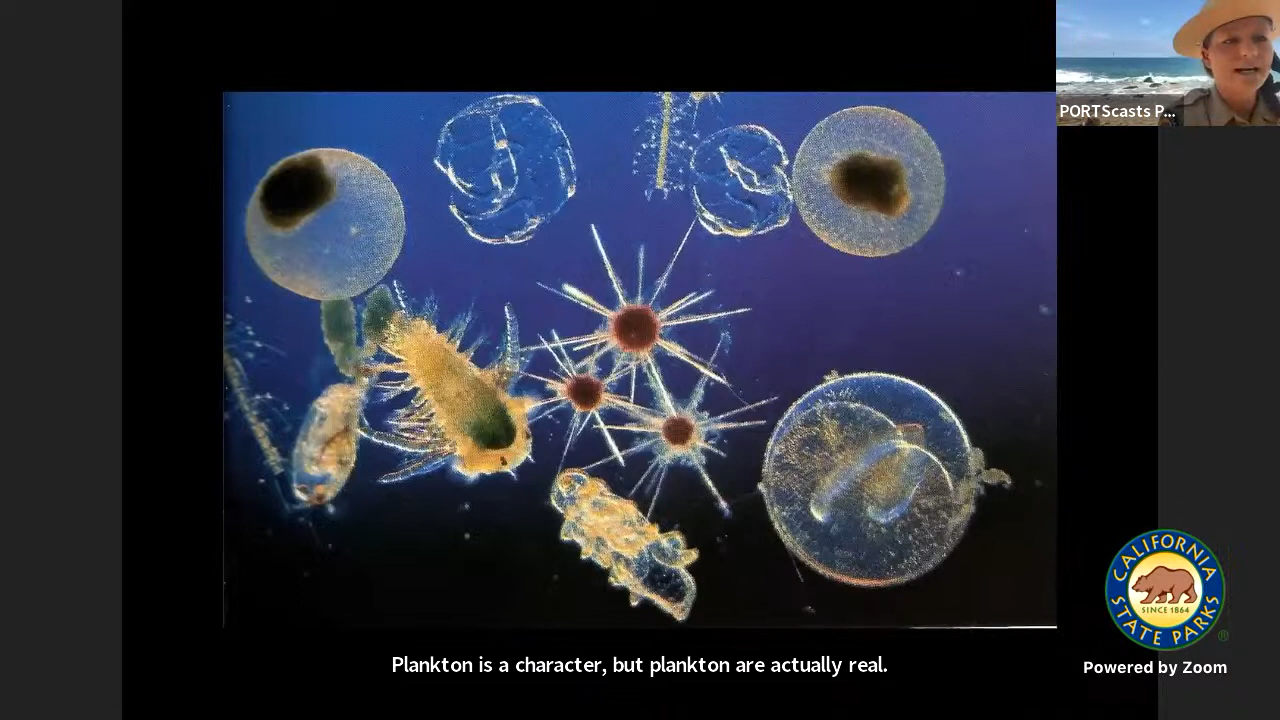 PORTScasts P...
CALIFORNIA
SINCE 1864
STATE PARKS
®
Plankton is a character, but plankton are actually real.
Powered by Zoom